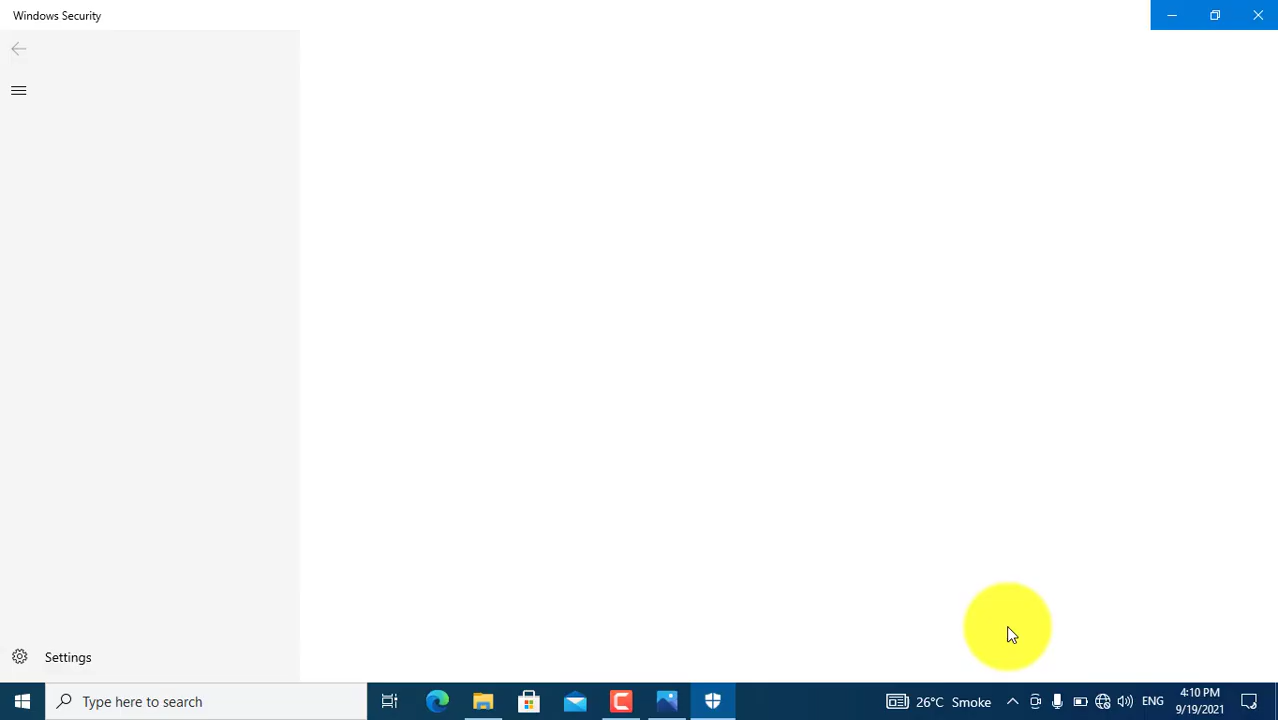 Windows Security
Settings
Type here to search
26°C Smoke
ENG
4:10 PM
9/19/2021